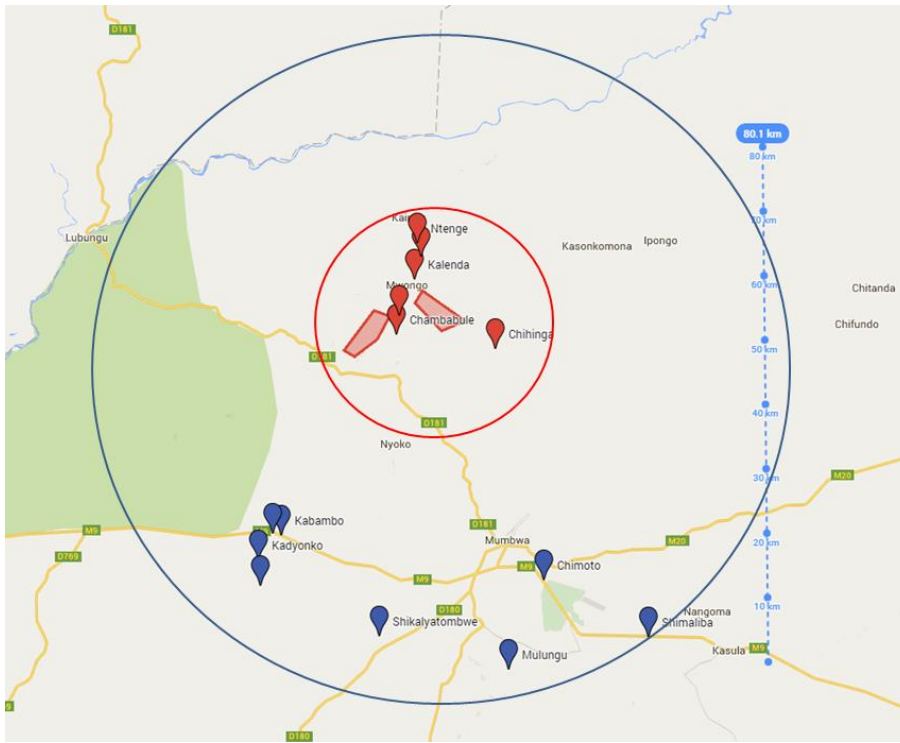 D181
80.1 km
80 km
70 km
Ntenge
Lubungu
Kasonkomona
Ipongo
Kalenda
60 km
Mwongo
Chitanda
Chambabule
Chifundo
Chihinga
50 km
D181
40 km
D181
Nyoko
30 km
M20
Kabambo
D181
M9
20 km
Mumbwa
M20
Kadyonko
D769
M9
Chimoto
M9
10 km
D180
Nangoma
Shikalyatombwe
Shimaliba
Mulungu
Kasula
M9
9
D180